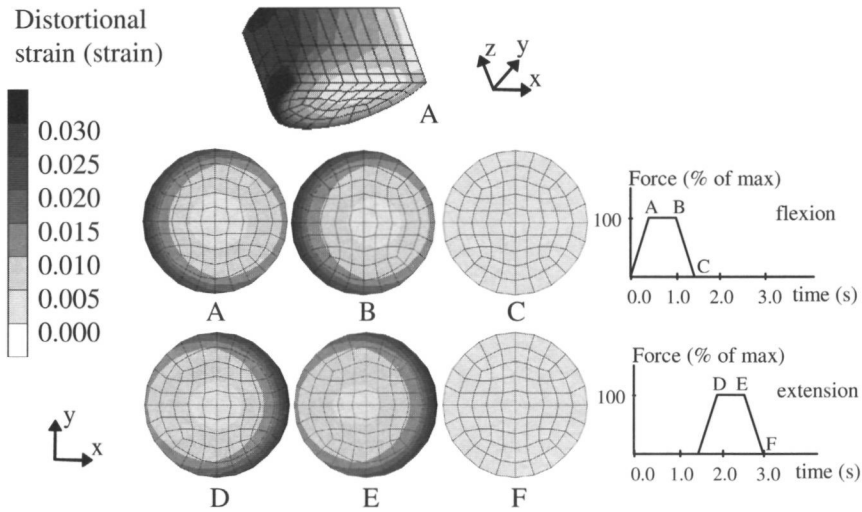 Distortional
strain (strain)
0.030
0.025
0.020
0.015
0.010
0.005
0.000
z y
x
A
A B C
Force (% of max)
100
A B
flexion
C
0.0 1.0 2.0 3.0 time (s)
y
x
D E F
Force (% of max)
100
D E
extension
F
0.0 1.0 2.0 3.0
time (s)